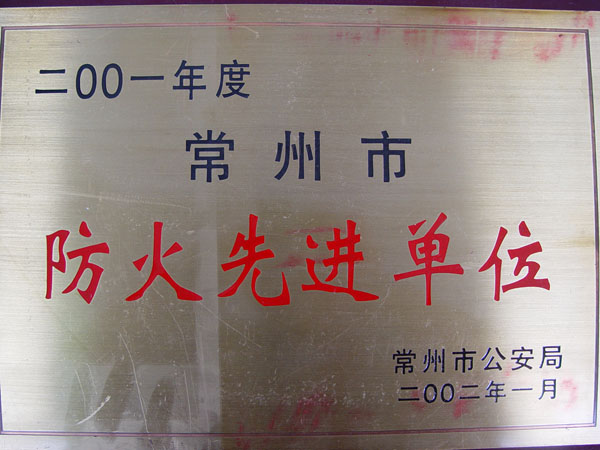 二00一年度
常州市
防火先进单位
常州市公安局
二00二年一月